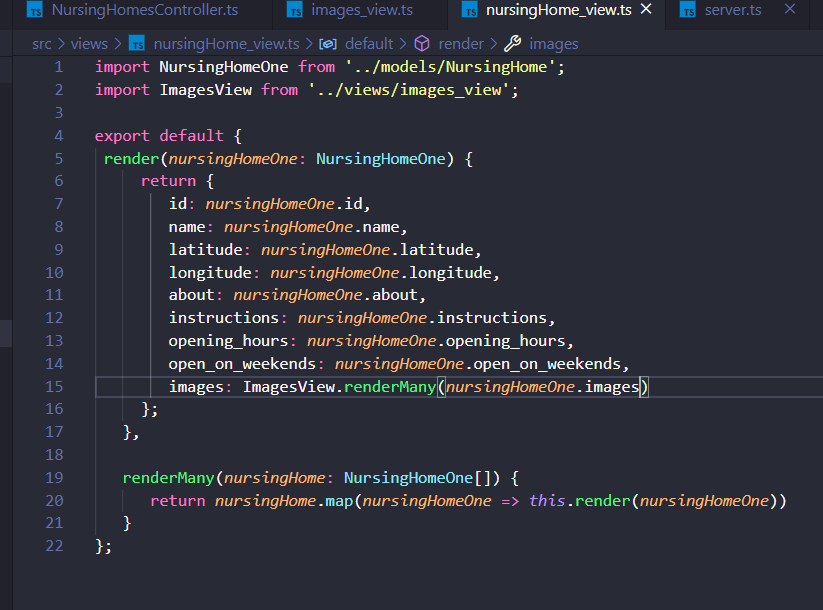 TS NursingHomesController.ts TS images_view.ts TS nursingHome_view.ts × TS server.ts ×
src > views > TS nursingHome_view.ts > default > render > images
1 import NursingHomeOne from '../models/NursingHome';
2 import ImagesView from '../views/images_view';
3
4 export default {
5 render(nursingHomeOne: NursingHomeOne) {
6 return {
7 id: nursingHomeOne.id,
8 name: nursingHomeOne.name,
9 latitude: nursingHomeOne.latitude,
10 longitude: nursingHomeOne.longitude,
11 about: nursingHomeOne.about,
12 instructions: nursingHomeOne.instructions,
13 opening_hours: nursingHomeOne.opening_hours,
14 open_on_weekends: nursingHomeOne.open_on_weekends,
15 images: ImagesView.renderMany(nursingHomeOne.images)
16 };
17 },
18
19 renderMany(nursingHome: NursingHomeOne[]) {
20 return nursingHome.map(nursingHomeOne => this.render(nursingHomeOne))
21 }
22 };